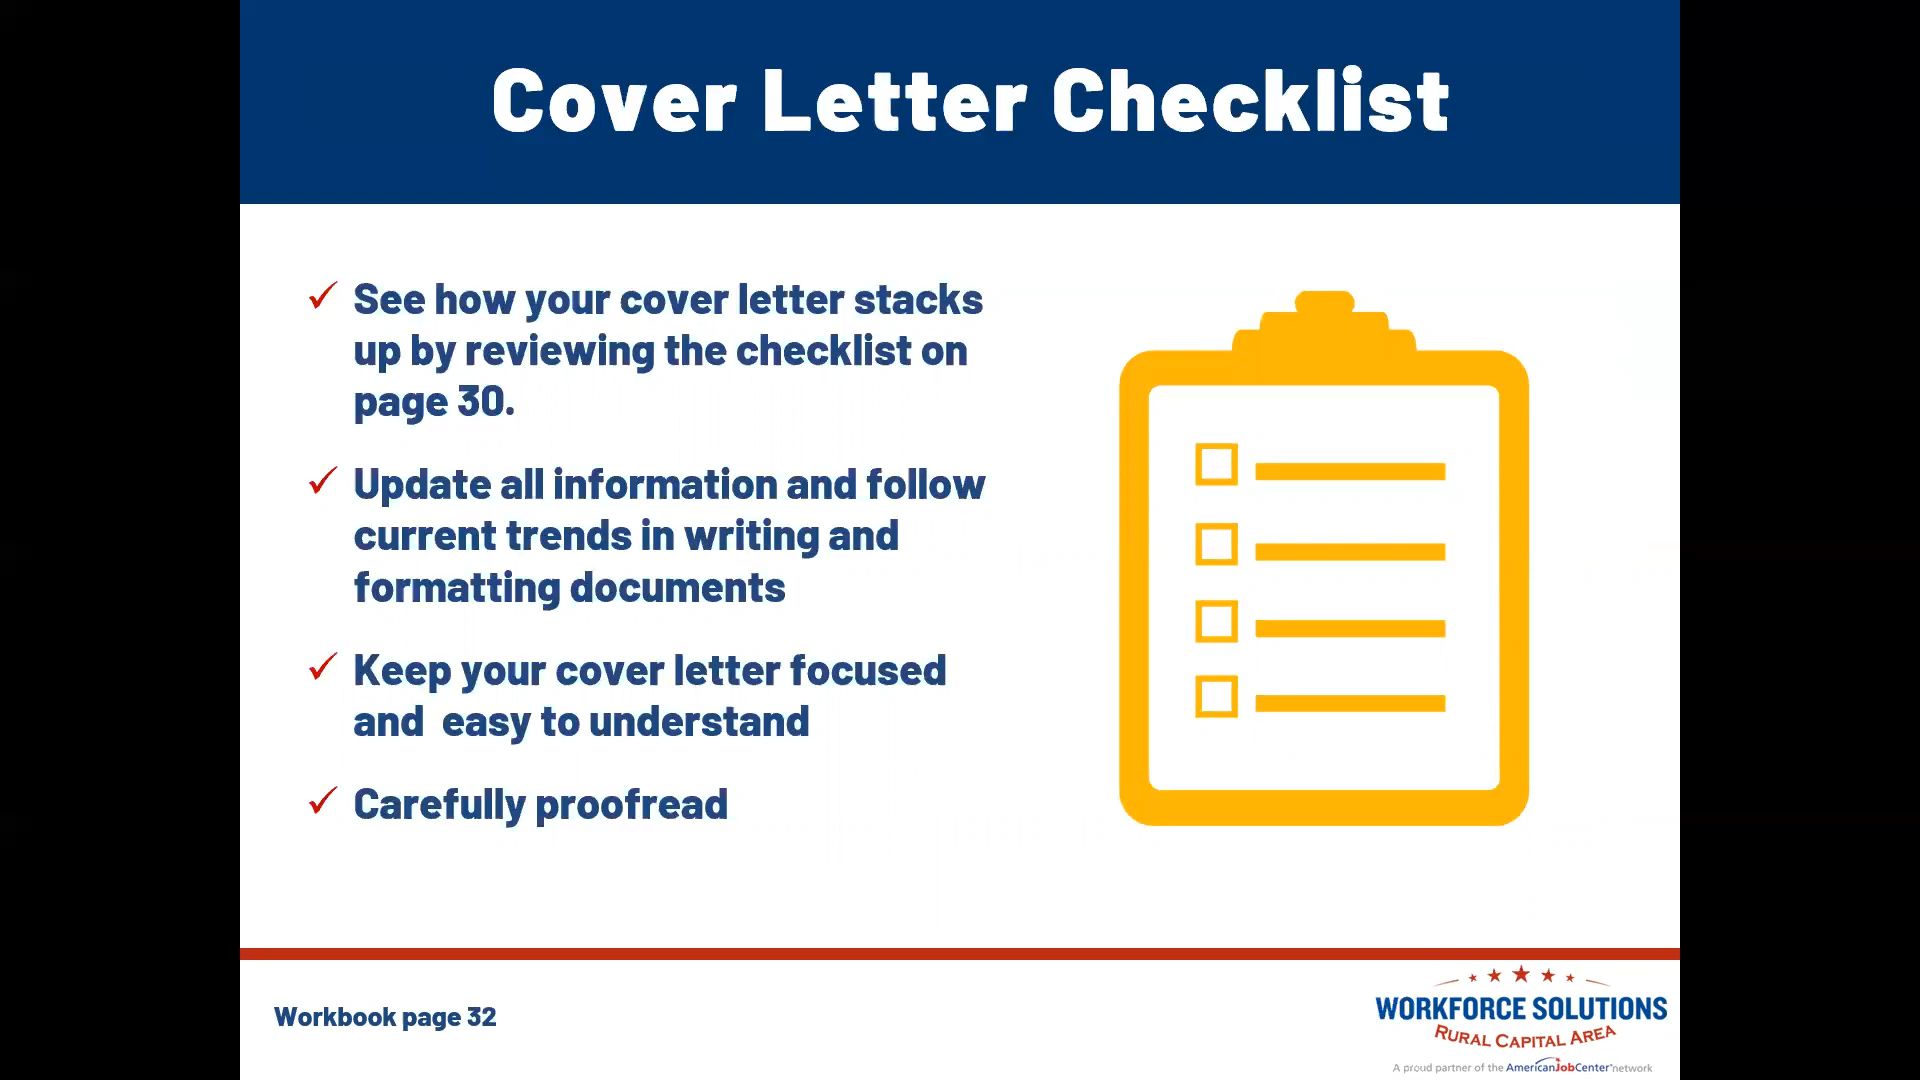 Cover Letter Checklist
See how your cover letter stacks
up by reviewing the checklist on
page 30.
Update all information and follow
current trends in writing and
formatting documents
Keep your cover letter focused
and  easy to understand
Carefully proofread
Workbook page 32
WORKFORCE SOLUTIONS
RURAL CAPITAL AREA
A proud partner of the AmericanJobCenter network